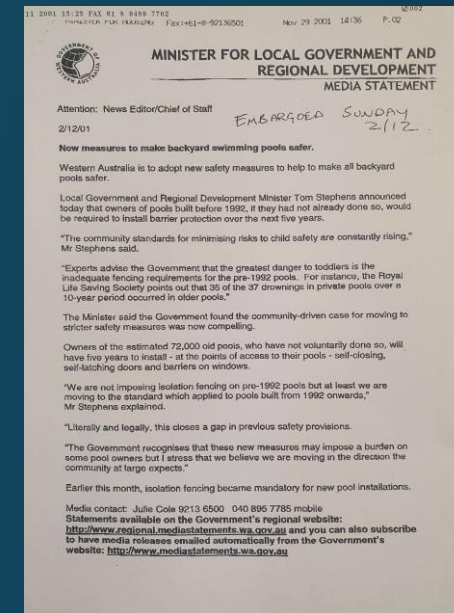 11 2001 15:25 FAX 61 8 9489 7702
002
Fax:+61-8-92136501 Nov 29 2001 14:36 P.02
GOVERNMENT OF
WESTERN AUSTRALIA
MINISTER FOR LOCAL GOVERNMENT AND
REGIONAL DEVELOPMENT
MEDIA STATEMENT
Attention: News Editor/Chief of Staff
EMBARGOED SUNDAY
2/12.
2/12/01
New measures to make backyard swimming pools safer.
Western Australia is to adopt new safety measures to help to make all backyard
pools safer.
Local Government and Regional Development Minister Tom Stephens announced
today that owners of pools built before 1992, if they had not already done so, would
be required to install barrier protection over the next five years.
"The community standards for minimising risks to child safety are constantly rising,"
Mr Stephens said.
"Experts advise the Government that the greatest danger to toddlers is the
inadequate fencing requirements for the pre-1992 pools. For instance, the Royal
Life Saving Society points out that 35 of the 37 drownings in private pools over a
10-year period occurred in older pools."
The Minister said the Government found the community-driven case for moving to
stricter safety measures was now compelling.
Owners of the estimated 72,000 old pools, who have not voluntarily done so, will
have five years to install - at the points of access to their pools - self-closing,
self-latching doors and barriers on windows.
"We are not imposing isolation fencing on pre-1992 pools but at least we are
moving to the standard which applied to pools built from 1992 onwards,"
Mr Stephens explained.
"Literally and legally, this closes a gap in previous safety provisions.
"The Government recognises that these new measures may impose a burden on
some pool owners but I stress that we believe we are moving in the direction the
community at large expects."
Earlier this month, isolation fencing became mandatory for new pool installations.
Media contact: Julie Cole 9213 6500 040 895 7785 mobile
Statements available on the Government's regional website:
http://www.regional.mediastatements.wa.gov.au and you can also subscribe
to have media releases emailed automatically from the Government's
website: http://www.mediastatements.wa.gov.au